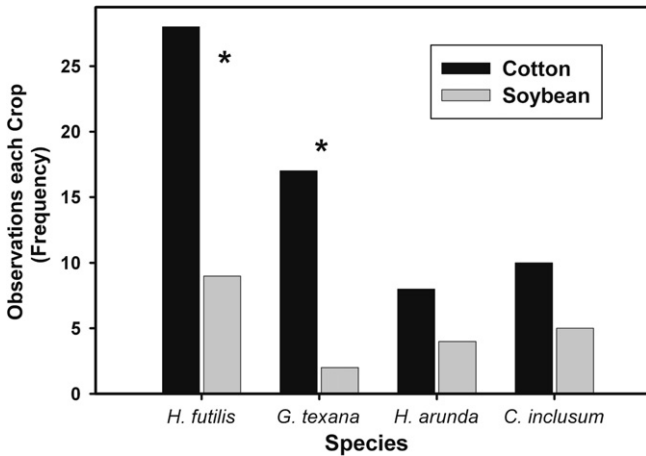 Observations each Crop
(Frequency)
25
20
15
10
5
0
*
*
Cotton
Soybean
H. futilis G. texana H. arunda C. inclusum
Species